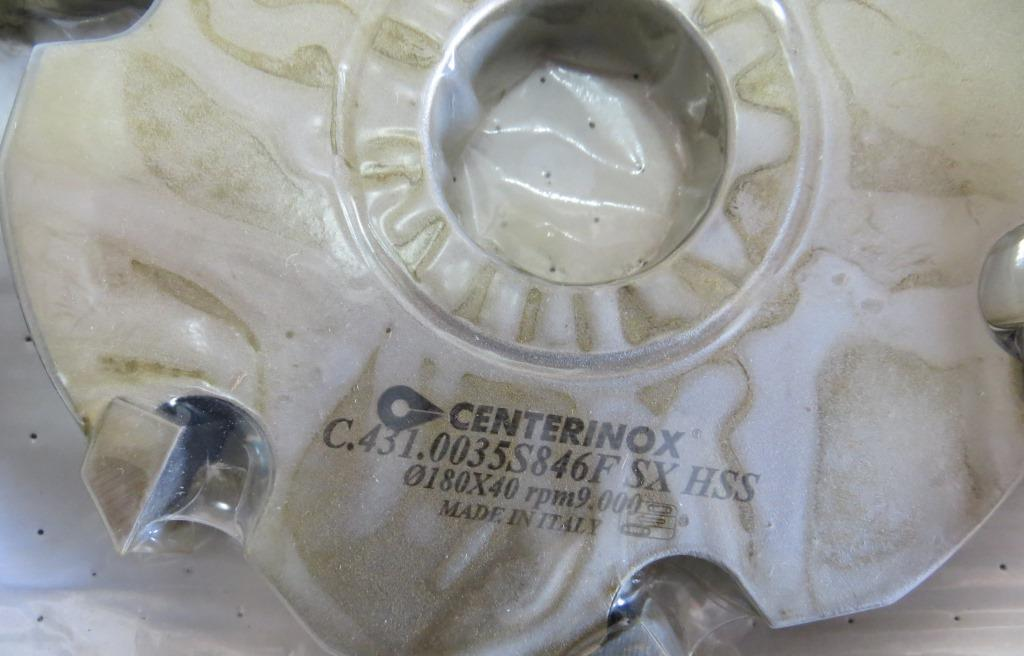 CENTERINOX®
C.431.0035S846F SX HSS
Ø180X40 rpm9.000
MADE IN ITALY